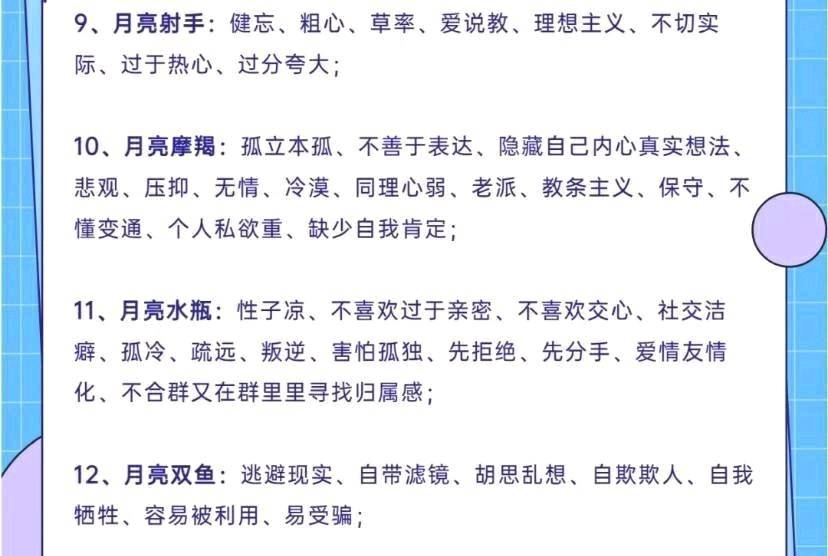 9、月亮射手：健忘、粗心、草率、爱说教、理想主义、不切实
际、过于热心、过分夸大；
10、月亮摩羯：孤立本孤、不善于表达、隐藏自己内心真实想法、
悲观、压抑、无情、冷漠、同理心弱、老派、教条主义、保守、不
懂变通、个人私欲重、缺少自我肯定；
11、月亮水瓶：性子凉、不喜欢过于亲密、不喜欢交心、社交洁
癖、孤冷、疏远、叛逆、害怕孤独、先拒绝、先分手、爱情友情
化、不合群又在群里里寻找归属感；
12、月亮双鱼：逃避现实、自带滤镜、胡思乱想、自欺欺人、自我
牺牲、容易被利用、易受骗；